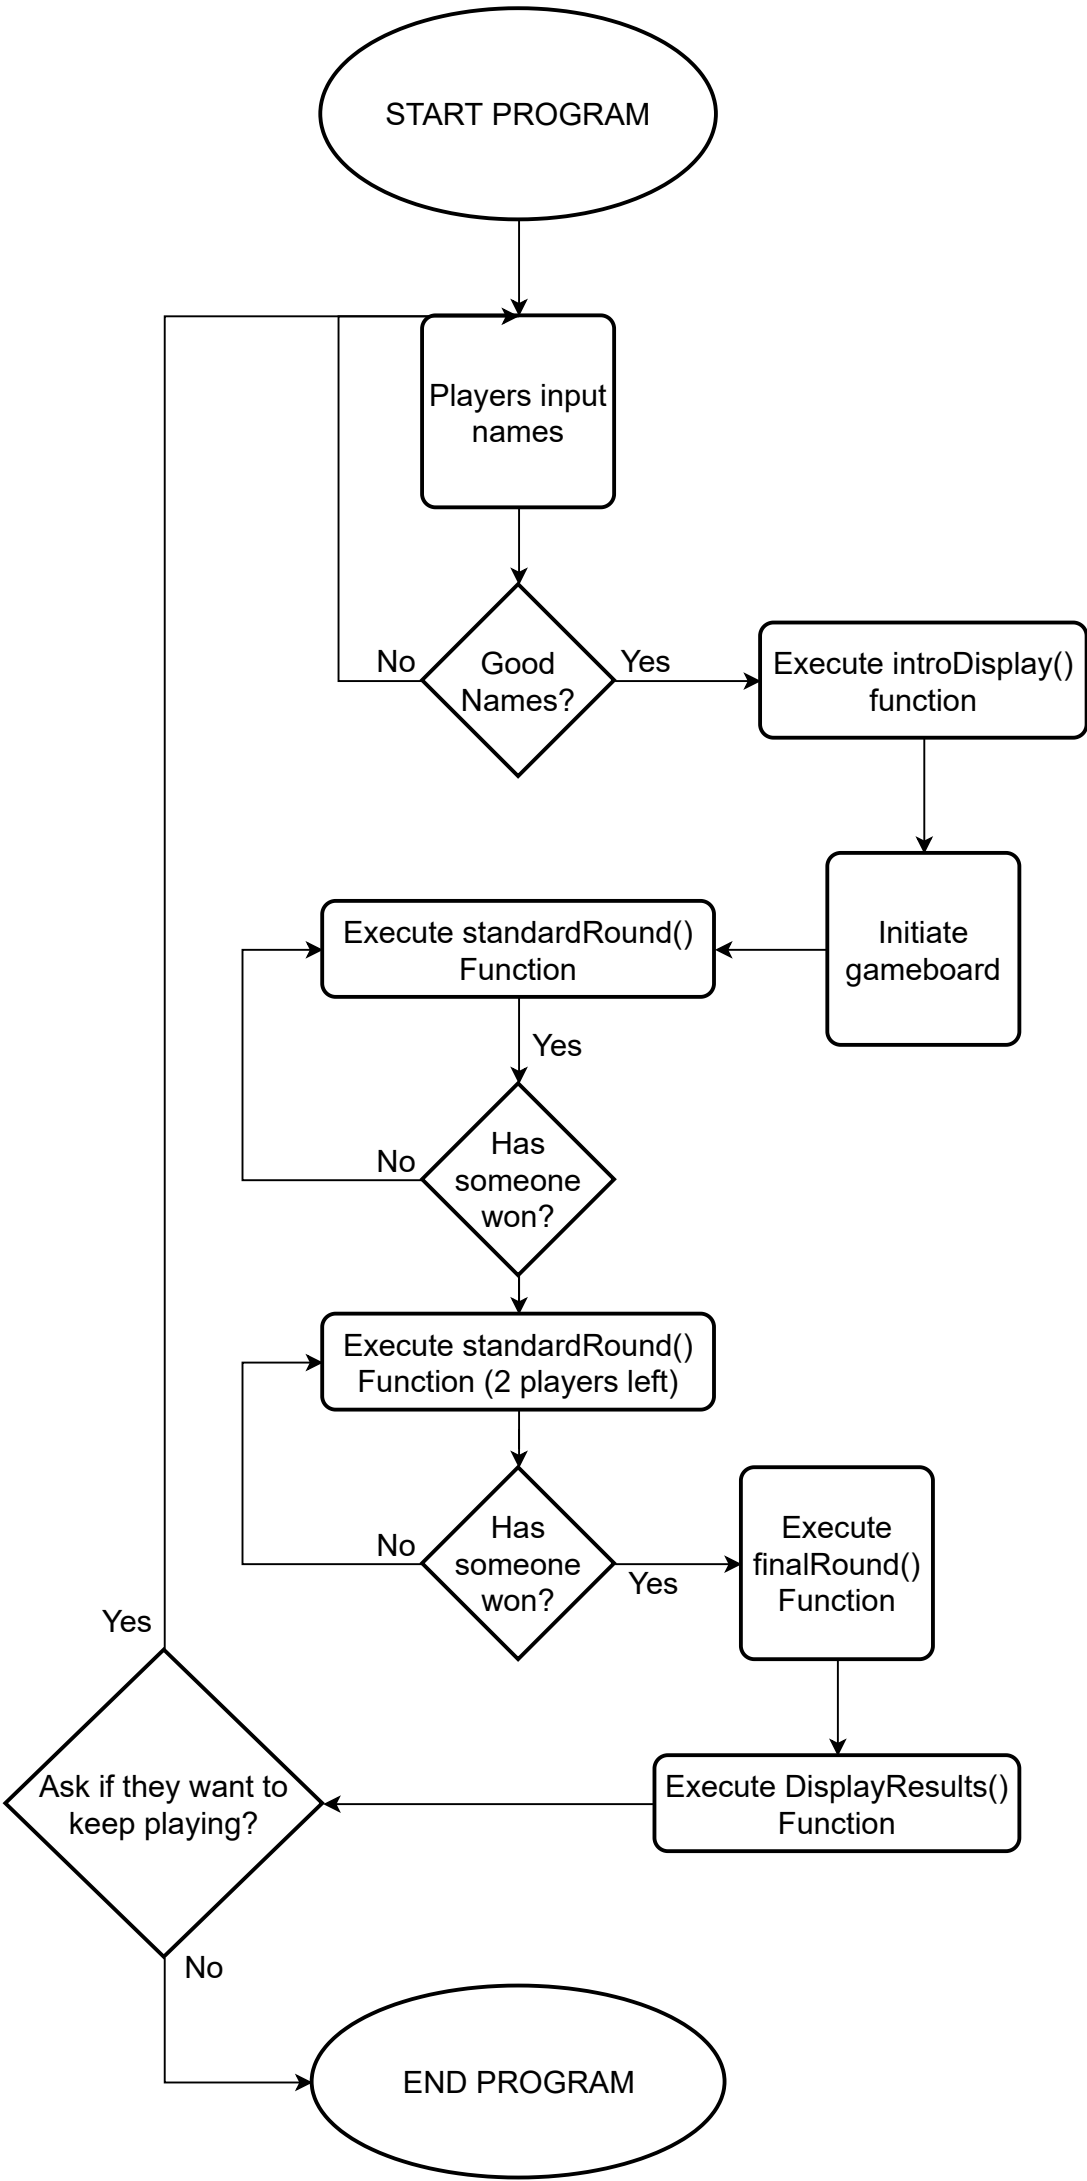 START PROGRAM
Players input
names
Good
Names?
No
Yes
Execute introDisplay()
function
Initiate
gameboard
Execute standardRound()
Function
Yes
Has
someone
won?
No
Execute standardRound()
Function (2 players left)
Has
someone
won?
No
Yes
Execute
finalRound()
Function
Execute DisplayResults()
Function
Ask if they want to
keep playing?
Yes
No
END PROGRAM